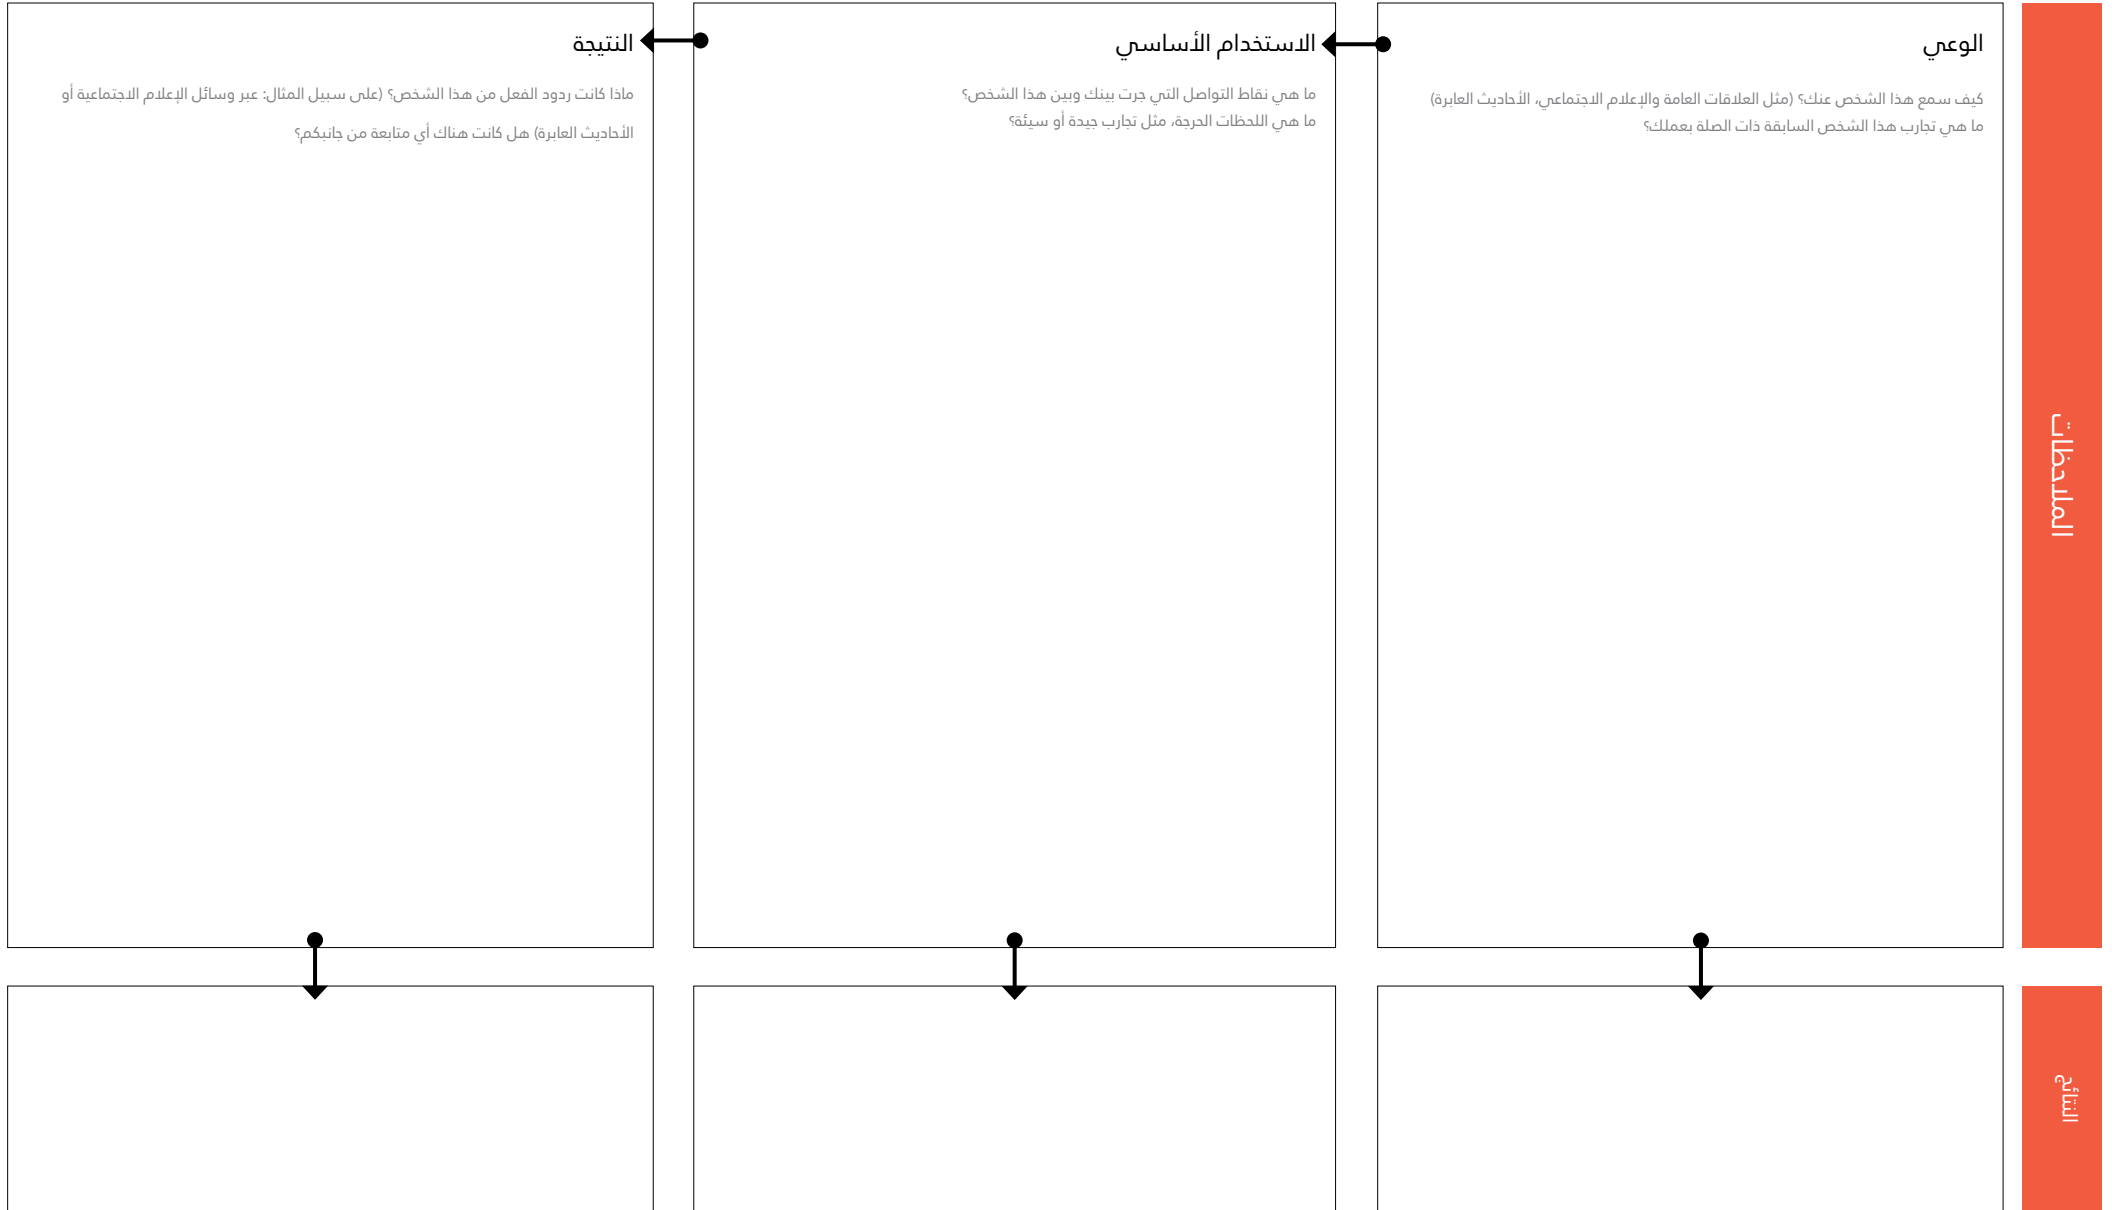 الملاحظات
الوعي
كيف سمع هذا الشخص عنك؟ (مثل العلاقات العامة والإعلام الاجتماعي، الأحاديث العابرة)
ما هي تجارب هذا الشخص السابقة ذات الصلة بعملك؟
الاستخدام الأساسي
ما هي نقاط التواصل التي جرت بينك وبين هذا الشخص؟
ما هي اللحظات الحرجة، مثل تجارب جيدة أو سيئة؟
النتيجة
ماذا كانت ردود الفعل من هذا الشخص؟ (على سبيل المثال: عبر وسائل الإعلام الاجتماعية أو
الأحاديث العابرة) هل كانت هناك أي متابعة من جانبكم؟
النتائج